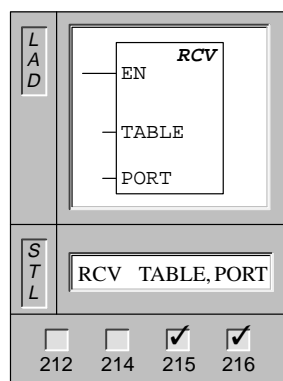 L
A
D
RCV
EN
TABLE
PORT
S
T
L
RCV TABLE, PORT
212 214 215 216